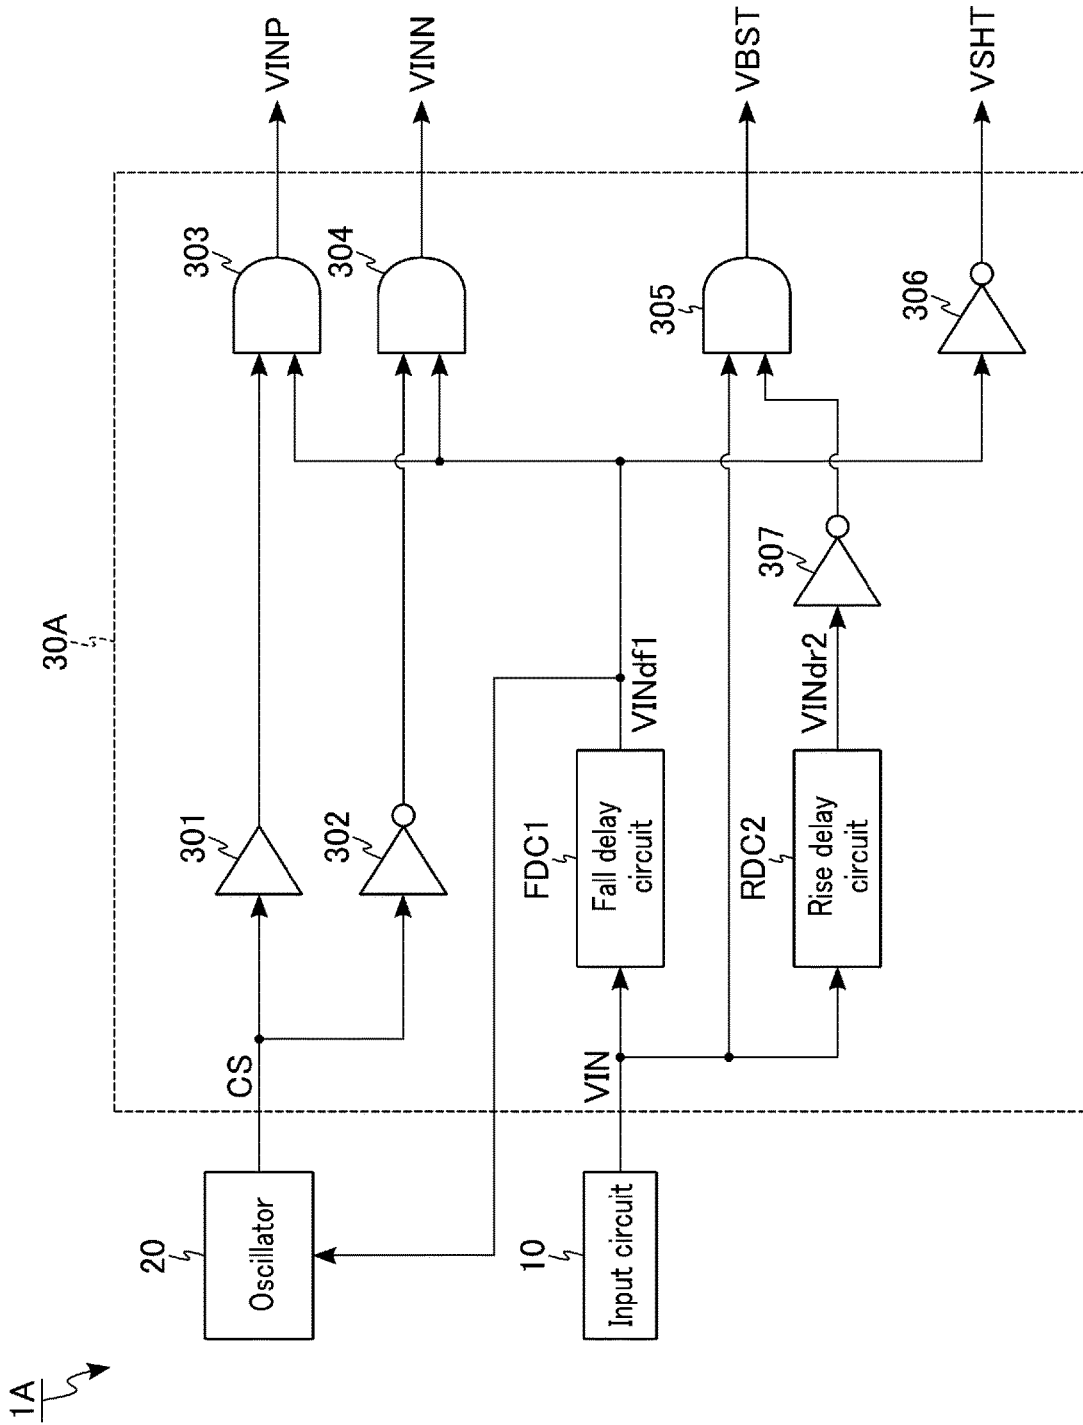 1A
30A
20
Oscillator
CS
301
302
303
VINP
304
VINN
10
Input circuit
VIN
FDC1
Fall delay
circuit
VINdf1
RDC2
Rise delay
circuit
VINdr2
307
305
VBST
306
VSHT